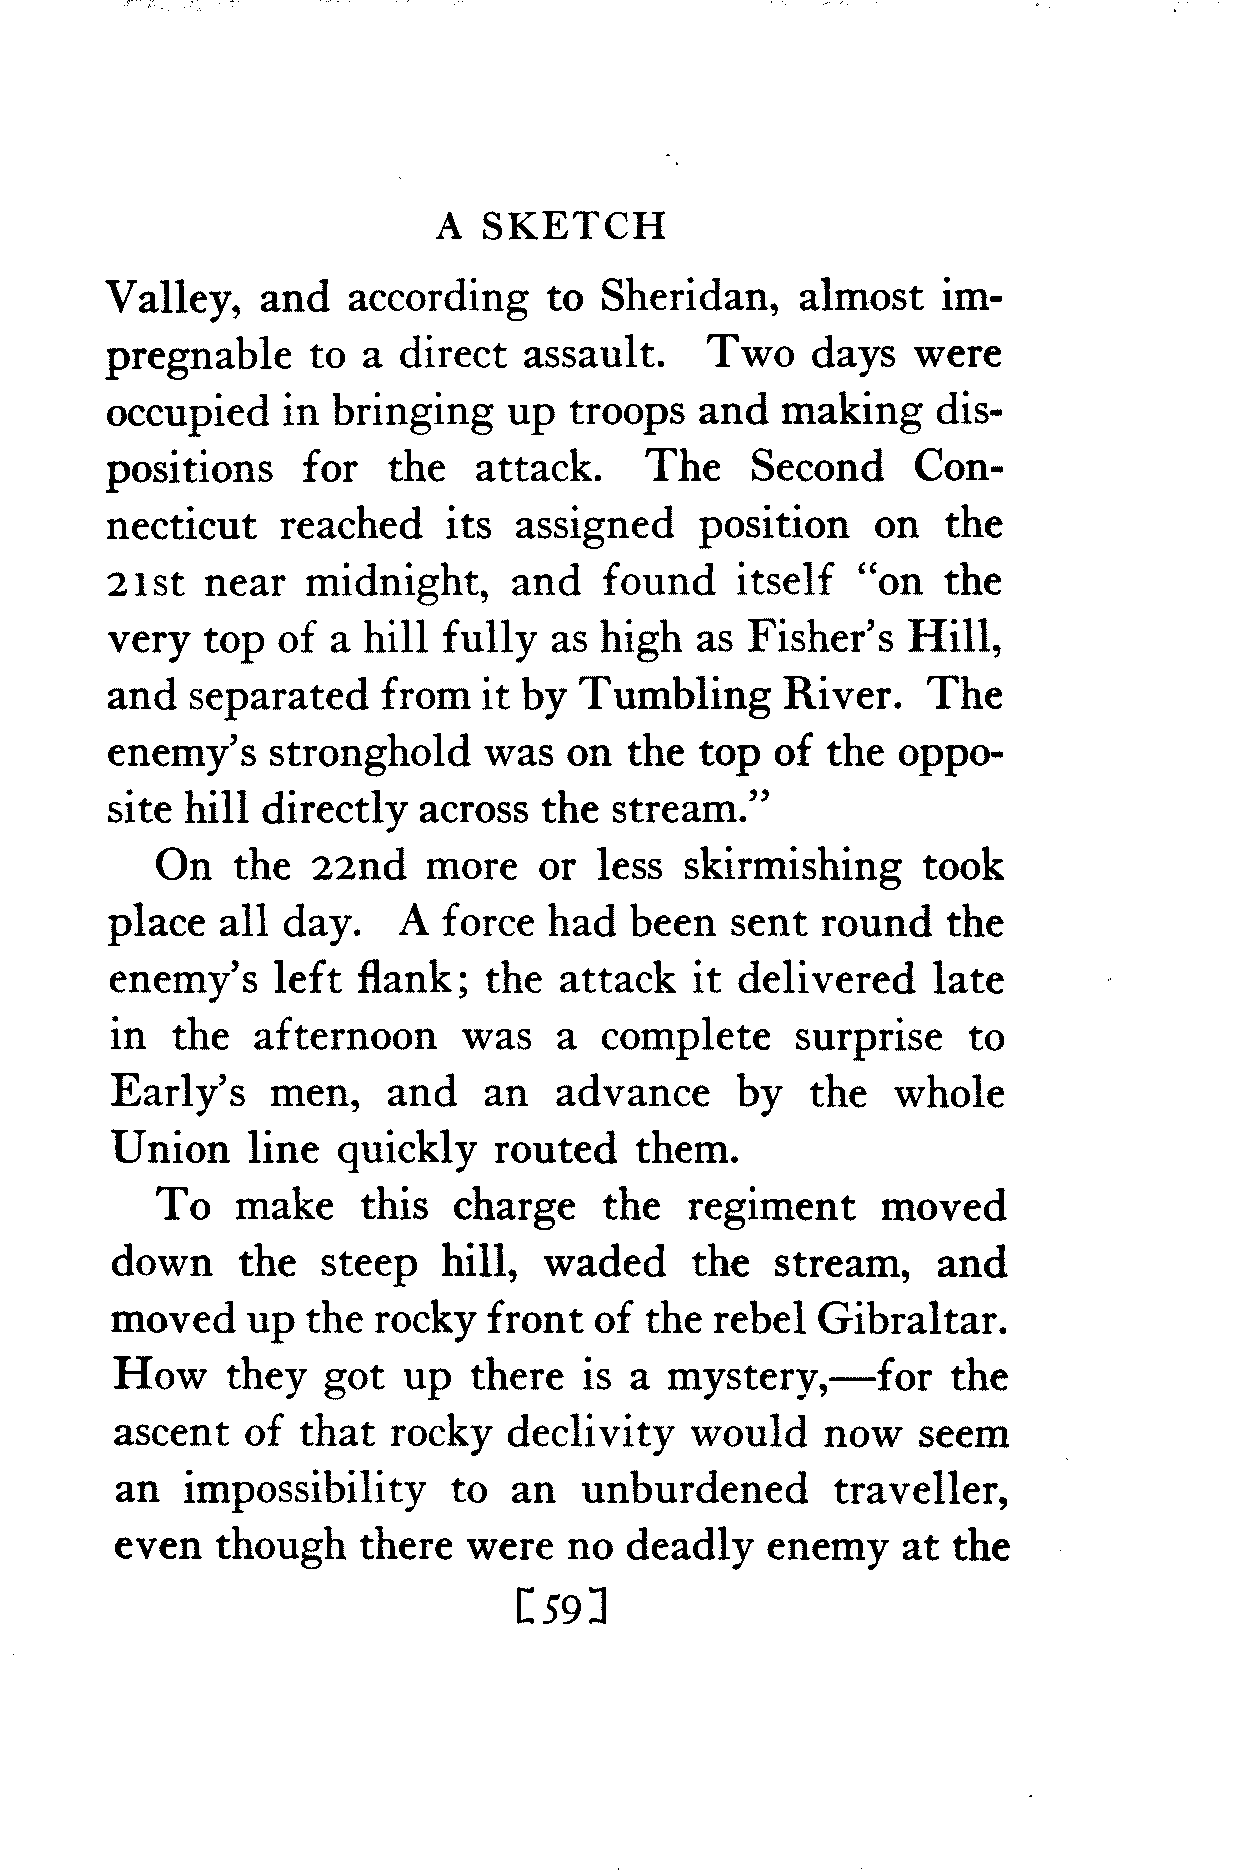 A SKETCH
Valley, and according to Sheridan, almost im-
pregnable to a direct assault. Two days were
occupied in bringing up troops and making dis-
positions for the attack. The Second Con-
necticut reached its assigned position on the
21st near midnight, and found itself “on the
very top of a hill fully as high as Fisher’s Hill,
and separated from it by Tumbling River. The
enemy’s stronghold was on the top of the oppo-
site hill directly across the stream.”
On the 22nd more or less skirmishing took
place all day. A force had been sent round the
enemy’s left flank; the attack it delivered late
in the afternoon was a complete surprise to
Early’s men, and an advance by the whole
Union line quickly routed them.
To make this charge the regiment moved
down the steep hill, waded the stream, and
moved up the rocky front of the rebel Gibraltar.
How they got up there is a mystery,—for the
ascent of that rocky declivity would now seem
an impossibility to an unburdened traveller,
even though there were no deadly enemy at the
[59]